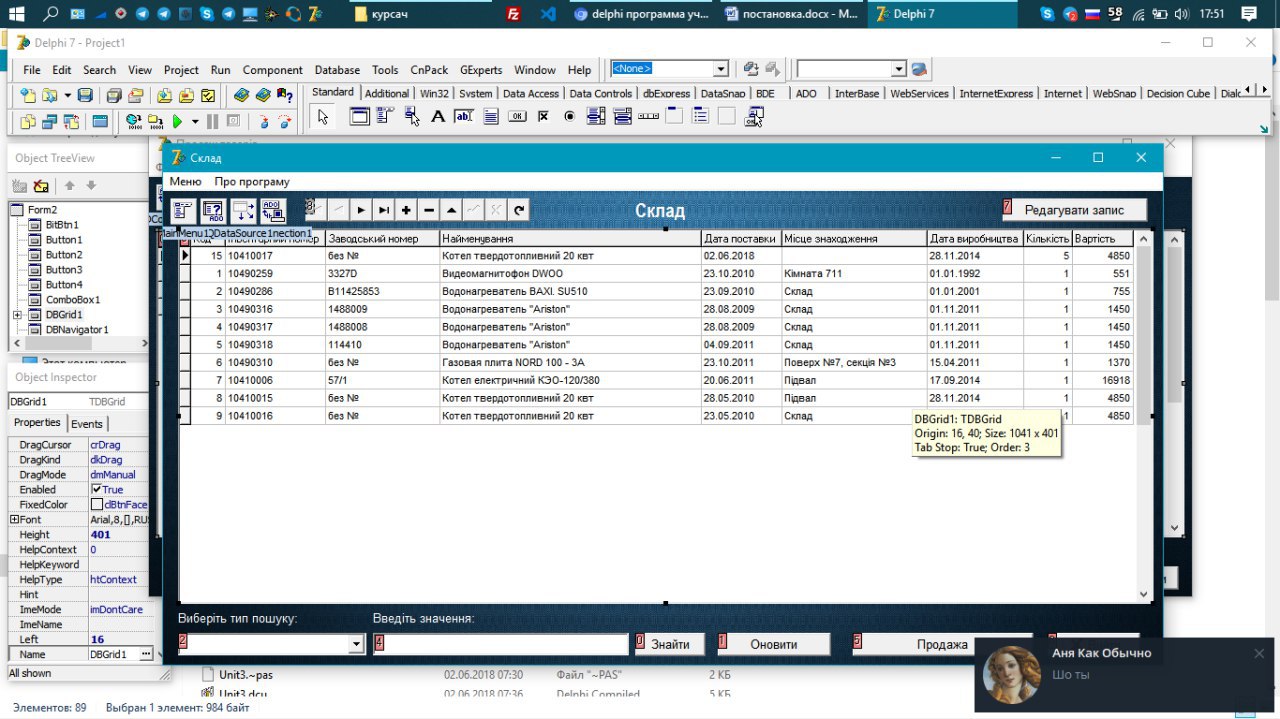 курсач
delphi программа уч...
постановка.docx - M...
Delphi 7
58
17:51
Delphi 7 - Project1
File Edit Search View Project Run Component Database Tools CnPack GExperts Window Help
<None>
Standard Additional Win32 System Data Access Data Controls dbExpress DataSnap BDE ADO InterBase WebServices InternetExpress Internet WebSnap Decision Cube
Object TreeView
Form2
BitBtn1
Button1
Button2
Button3
Button4
ComboBox1
DBGrid1
DBNavigator1
Object Inspector
DBGrid1 TDBGrid
Properties Events
DragCursor crDrag
DragKind dkDrag
DragMode dmManual
Enabled True
FixedColor clBtnFace
Font Arial,8,[],RU
Height 401
HelpContext 0
HelpKeyword
HelpType htContext
Hint
ImeMode imDontCare
ImeName
Left 16
Name DBGrid1 ...
All shown
Склад
Меню Про програму
Склад
7 Редагувати запис
Заводський номер Найменування Дата поставки Місце знаходження Дата виробництва Кількість Вартість
15 10410017 без № Котел твердотопливний 20 квт 02.06.2018 28.11.2014 5 4850
1 10490259 3327D Видеомагнитофон DWOO 23.10.2010 Кімната 711 01.01.1992 1 551
2 10490286 B11425853 Водонагреватель BAXI. SU510 23.09.2010 Склад 01.01.2001 1 755
3 10490316 1488009 Водонагреватель "Ariston" 28.08.2009 Склад 01.11.2011 1 1450
4 10490317 1488008 Водонагреватель "Ariston" 28.08.2009 Склад 01.11.2011 1 1450
5 10490318 114410 Водонагреватель "Ariston" 04.09.2011 Склад 01.11.2011 1 1450
6 10490310 без № Газовая плита NORD 100 - 3А 23.10.2011 Поверх №7, секція №3 15.04.2011 1 1370
7 10410006 57/1 Котел електричний КЭО-120/380 20.06.2011 Підвал 17.09.2014 1 16918
8 10410015 без № Котел твердотопливний 20 квт 28.05.2010 Підвал 28.11.2014 1 4850
9 10410016 без № Котел твердотопливний 20 квт 23.05.2010 Склад 1 4850
DBGrid1: TDBGrid
Origin: 16, 40; Size: 1041 x 401
Tab Stop: True; Order: 3
Виберіть тип пошуку: Введіть значення:
2 4 0 Знайти 1 Оновити 5 Продажа
Аня Как Обычно
Шо ты
Unit3.~pas 02.06.2018 07:30 Файл "~PAS" 2 КБ
Unit3.dcu 02.06.2018 07:36 Delphi Compiled... 5 КБ
Элементов: 89 Выбран 1 элемент: 984 байт